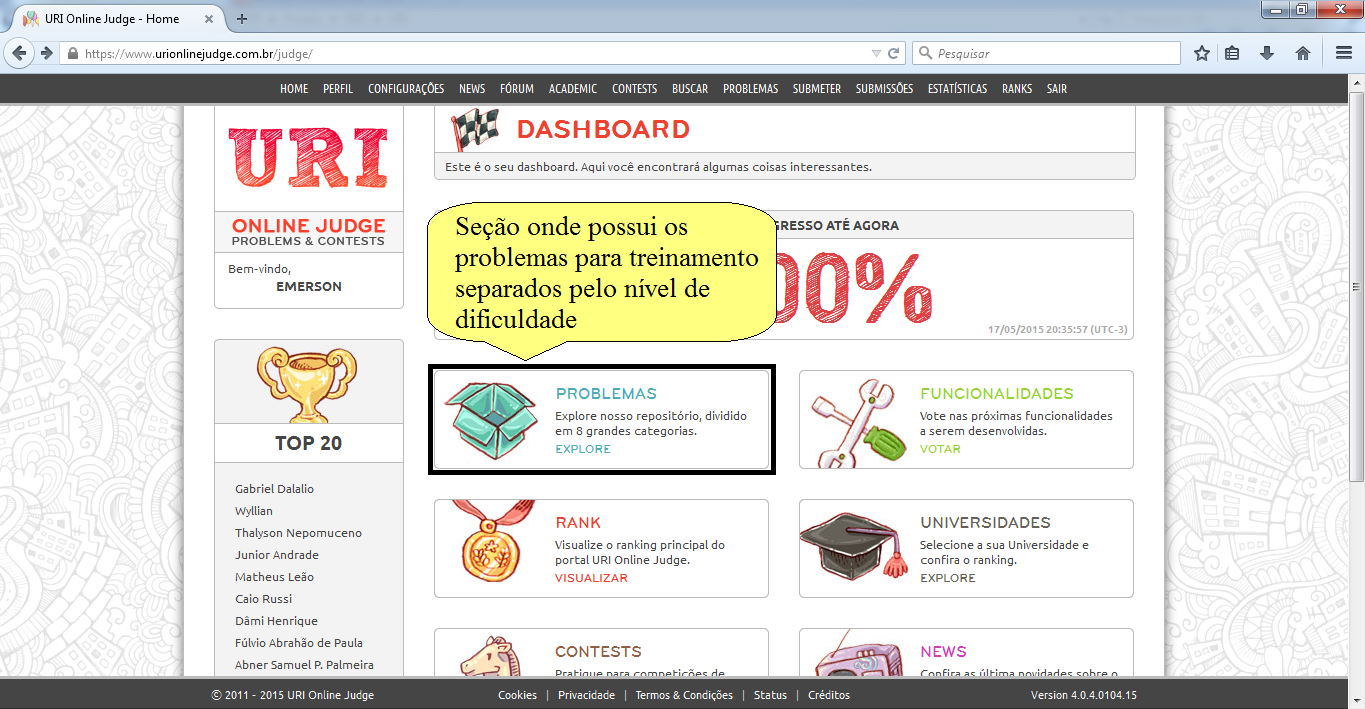 URI Online Judge - Home
https://www.urionlinejudge.com.br/judge/
Pesquisar
HOME PERFIL CONFIGURAÇÕES NEWS FÓRUM ACADEMIC CONTESTS BUSCAR PROBLEMAS SUBMETER SUBMISSÕES ESTATÍSTICAS RANKS SAIR
URI
ONLINE JUDGE
PROBLEMS & CONTESTS
Bem-vindo,
EMERSON
TOP 20
Gabriel Dalalio
Wyllian
Thalyson Nepomuceno
Junior Andrade
Matheus Leão
Caio Russi
Dâmi Henrique
Fúlvio Abrahão de Paula
Abner Samuel P. Palmeira
DASHBOARD
Este é o seu dashboard. Aqui você encontrará algumas coisas interessantes.
GRESSO ATÉ AGORA
00%
17/05/2015 20:35:57 (UTC-3)
Seção onde possui os
problemas para treinamento
separados pelo nível de
dificuldade
PROBLEMAS
Explore nosso repositório, dividido
em 8 grandes categorias.
EXPLORE
FUNCIONALIDADES
Vote nas próximas funcionalidades
a serem desenvolvidas.
VOTAR
RANK
Visualize o ranking principal do
portal URI Online Judge.
VISUALIZAR
UNIVERSIDADES
Selecione a sua Universidade e
confira o ranking.
EXPLORE
CONTESTS
Pratique para competições de
NEWS
Confira as última novidades sobre o
© 2011 - 2015 URI Online Judge
Cookies | Privacidade | Termos & Condições | Status | Créditos
Version 4.0.4.0104.15